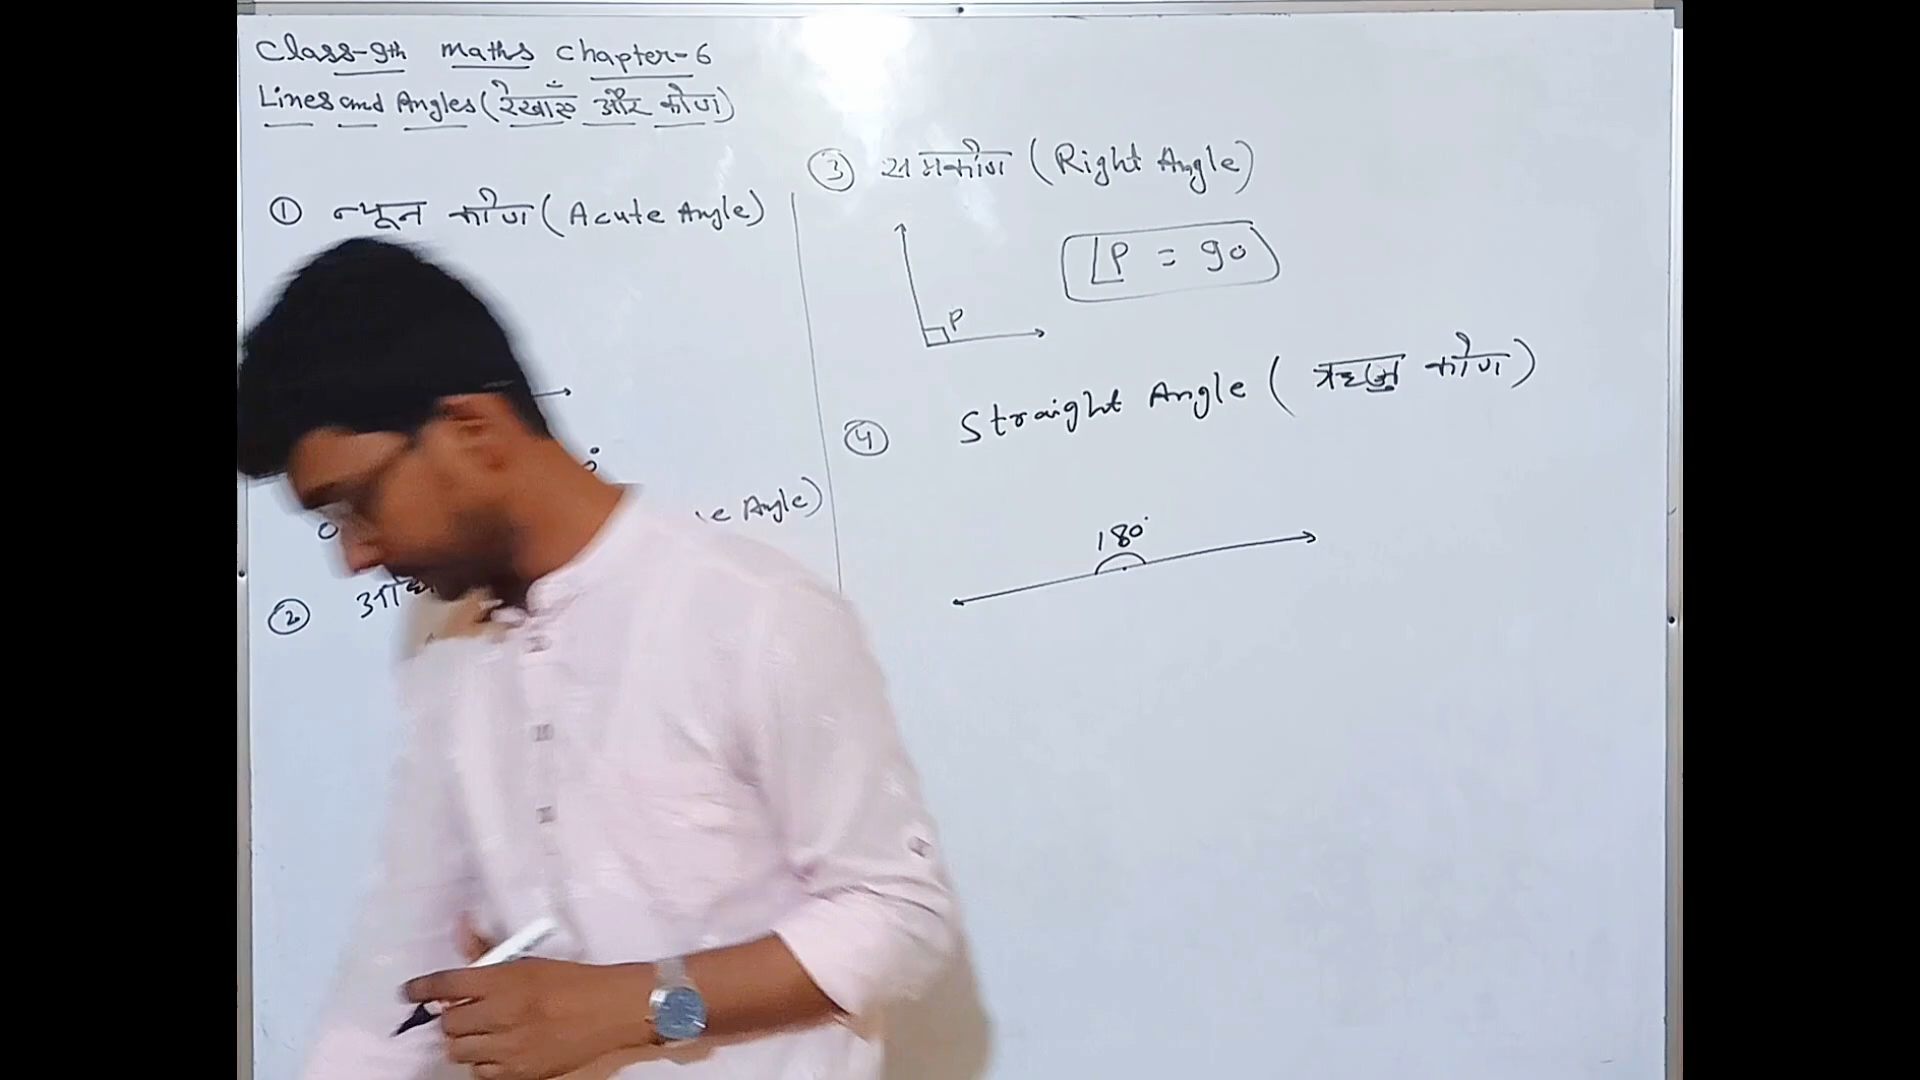 Class-9th maths Chapter-6
Lines and Angles (रेखाएँ और कोण)
① न्यून कोण (Acute Angle)
Angle)
②
③ समकोण (Right Angle)
P
∠P = 90
④ Straight Angle (ऋजु कोण)
180°